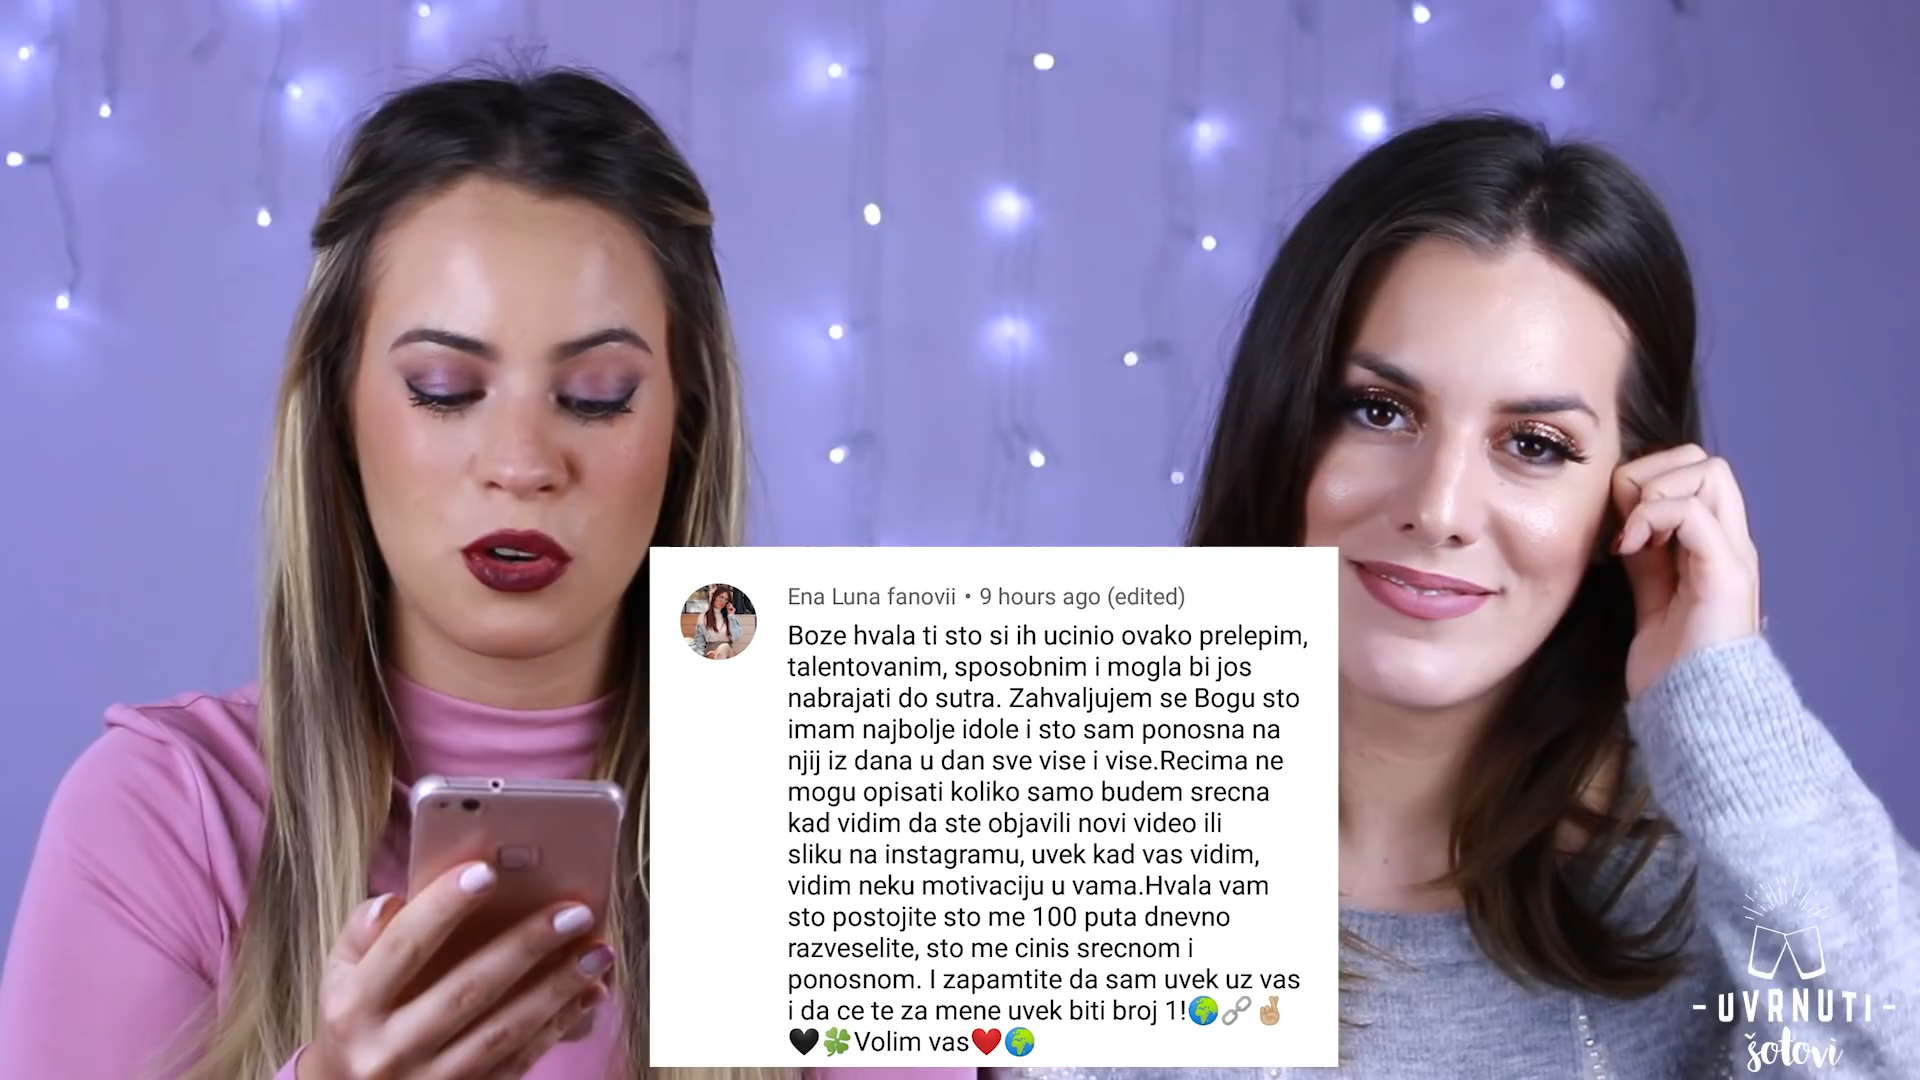 Ena Luna fanovii • 9 hours ago (edited)
Boze hvala ti sto si ih ucinio ovako prelepim,
talentovanim, sposobnim i mogla bi jos
nabrajati do sutra. Zahvaljujem se Bogu sto
imam najbolje idole i sto sam ponosna na
njij iz dana u dan sve vise i vise.Recima ne
mogu opisati koliko samo budem srecna
kad vidim da ste objavili novi video ili
sliku na instagramu, uvek kad vas vidim,
vidim neku motivaciju u vama.Hvala vam
sto postojite sto me 100 puta dnevno
razveselite, sto me cinis srecnom i
ponosnom. I zapamtite da sam uvek uz vas
i da ce te za mene uvek biti broj 1!🌍🔗🤞🏼
🖤🍀Volim vas❤️🌍
-UVRNUTI-
šotovi